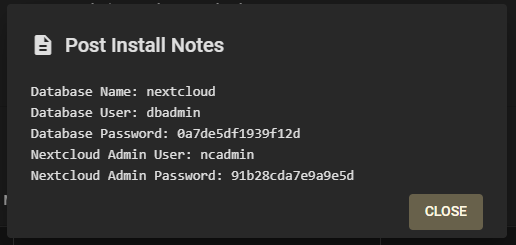 Post Install Notes
Database Name: nextcloud
Database User: dbadmin
Database Password: 0a7de5df1939f12d
Nextcloud Admin User: ncadmin
Nextcloud Admin Password: 91b28cda7e9a9e5d
CLOSE